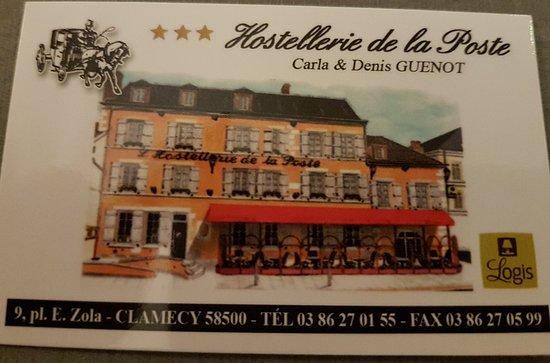 Hostellerie de la Poste
Carla & Denis GUENOT
L'Hostellerie de la Poste
Logis
9, pl. E. Zola - CLAMECY 58500 - TÉL 03 86 27 01 55 - FAX 03 86 27 05 99